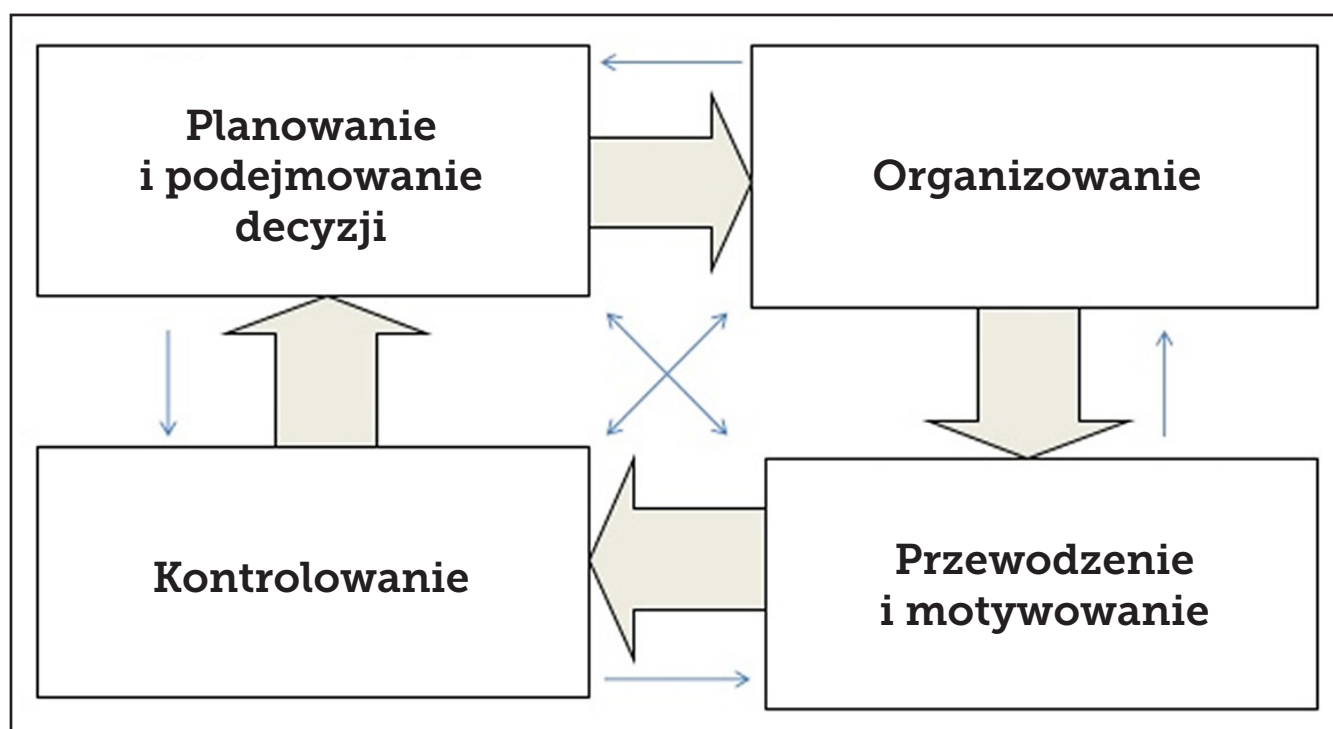 Planowanie
i podejmowanie
decyzji
Organizowanie
Kontrolowanie
Przewodzenie
i motywowanie